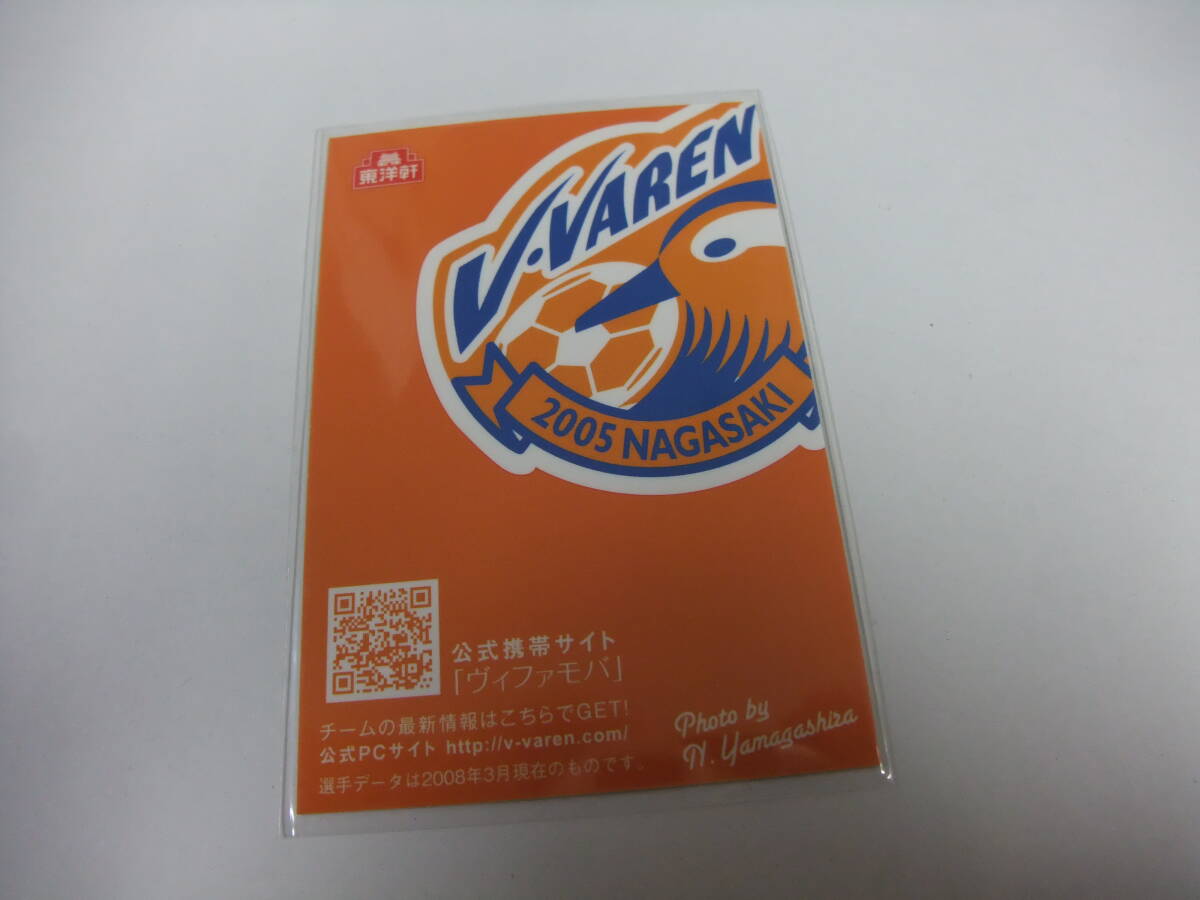 東洋軒
V・VAREN
2005 NAGASAKI
公式携帯サイト
「ヴィファモバ」
チームの最新情報はこちらでGET!
公式PCサイト http://v-varen.com/
選手データは2008年3月現在のものです。
Photo by
H. Yamagashira